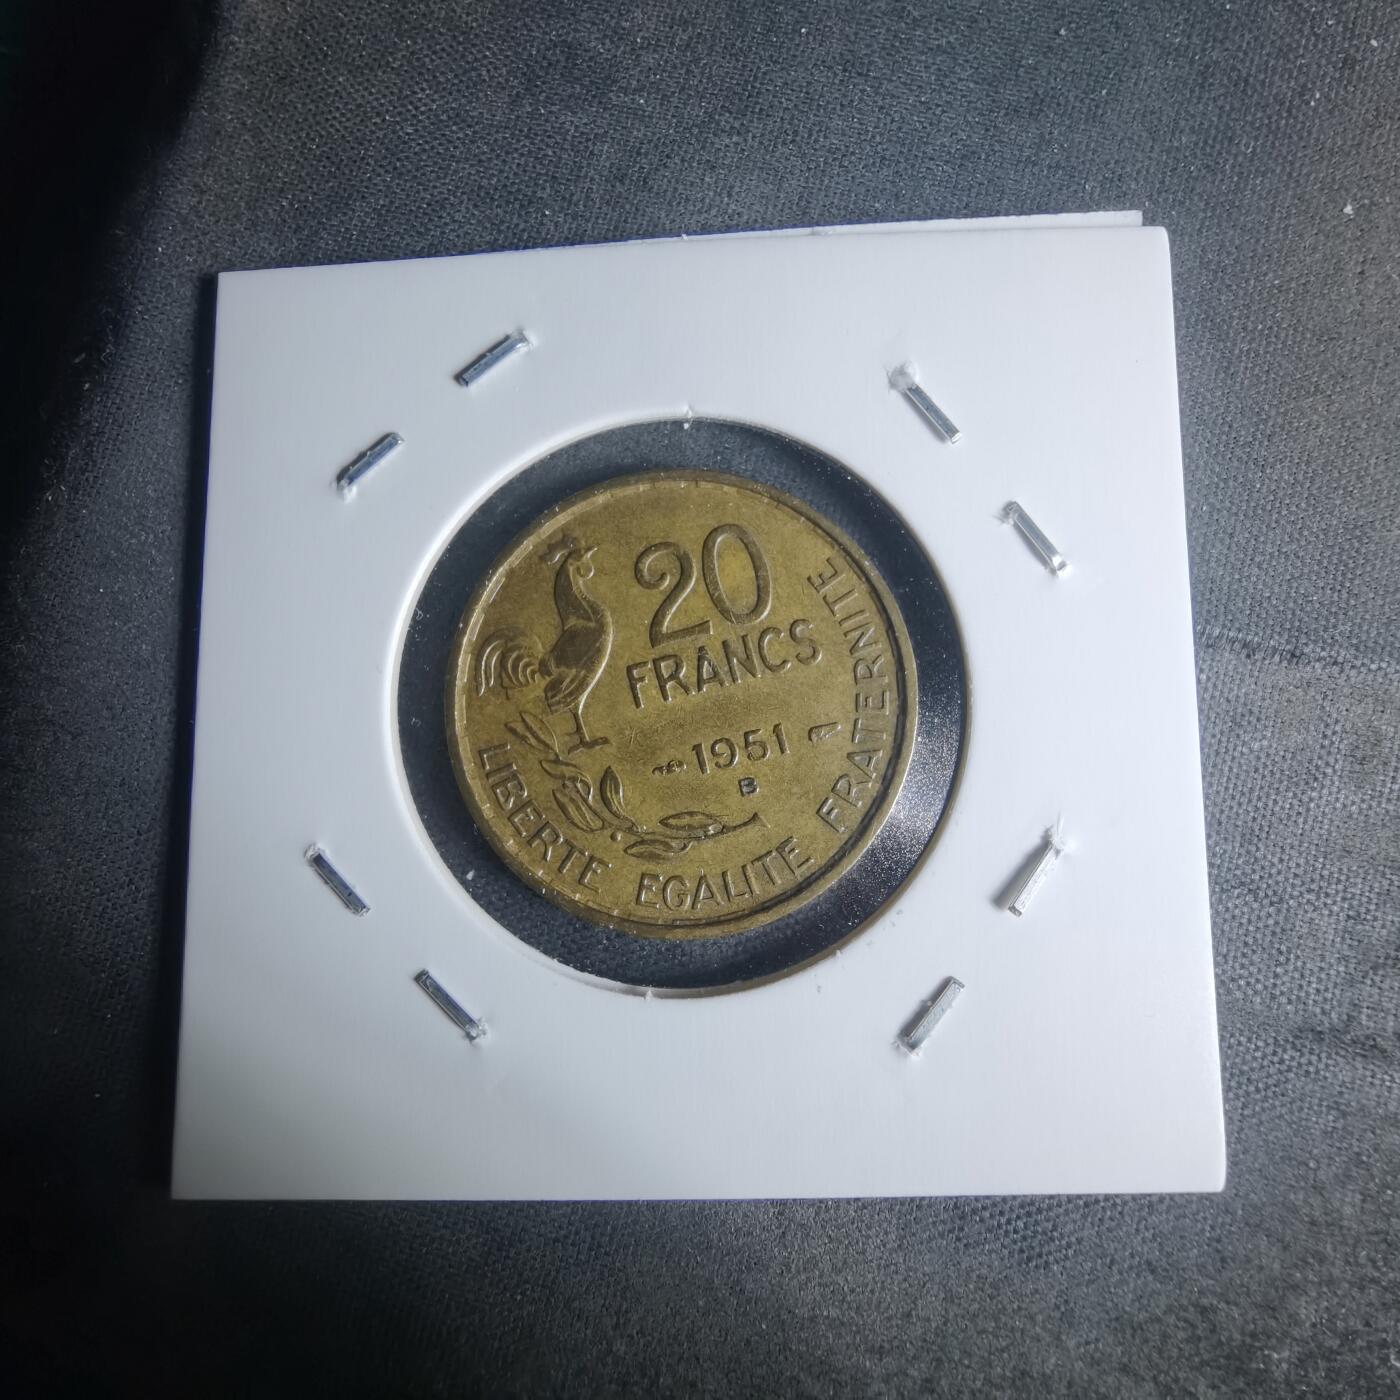 20
FRANCS
1951
B
LIBERTE EGALITE FRATERNITE